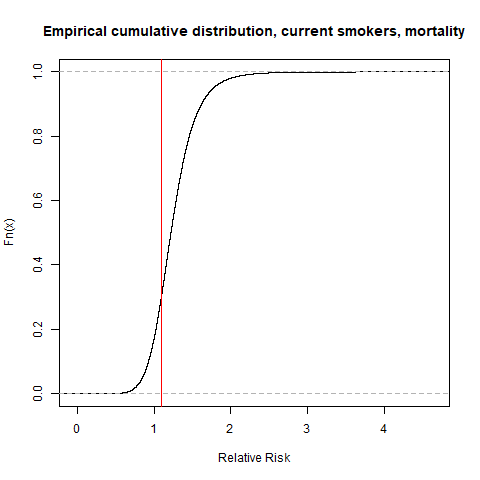 Empirical cumulative distribution, current smokers, mortality
1.0
0.8
0.6
0.4
0.2
0.0
Fn(x)
0 1 2 3 4
Relative Risk